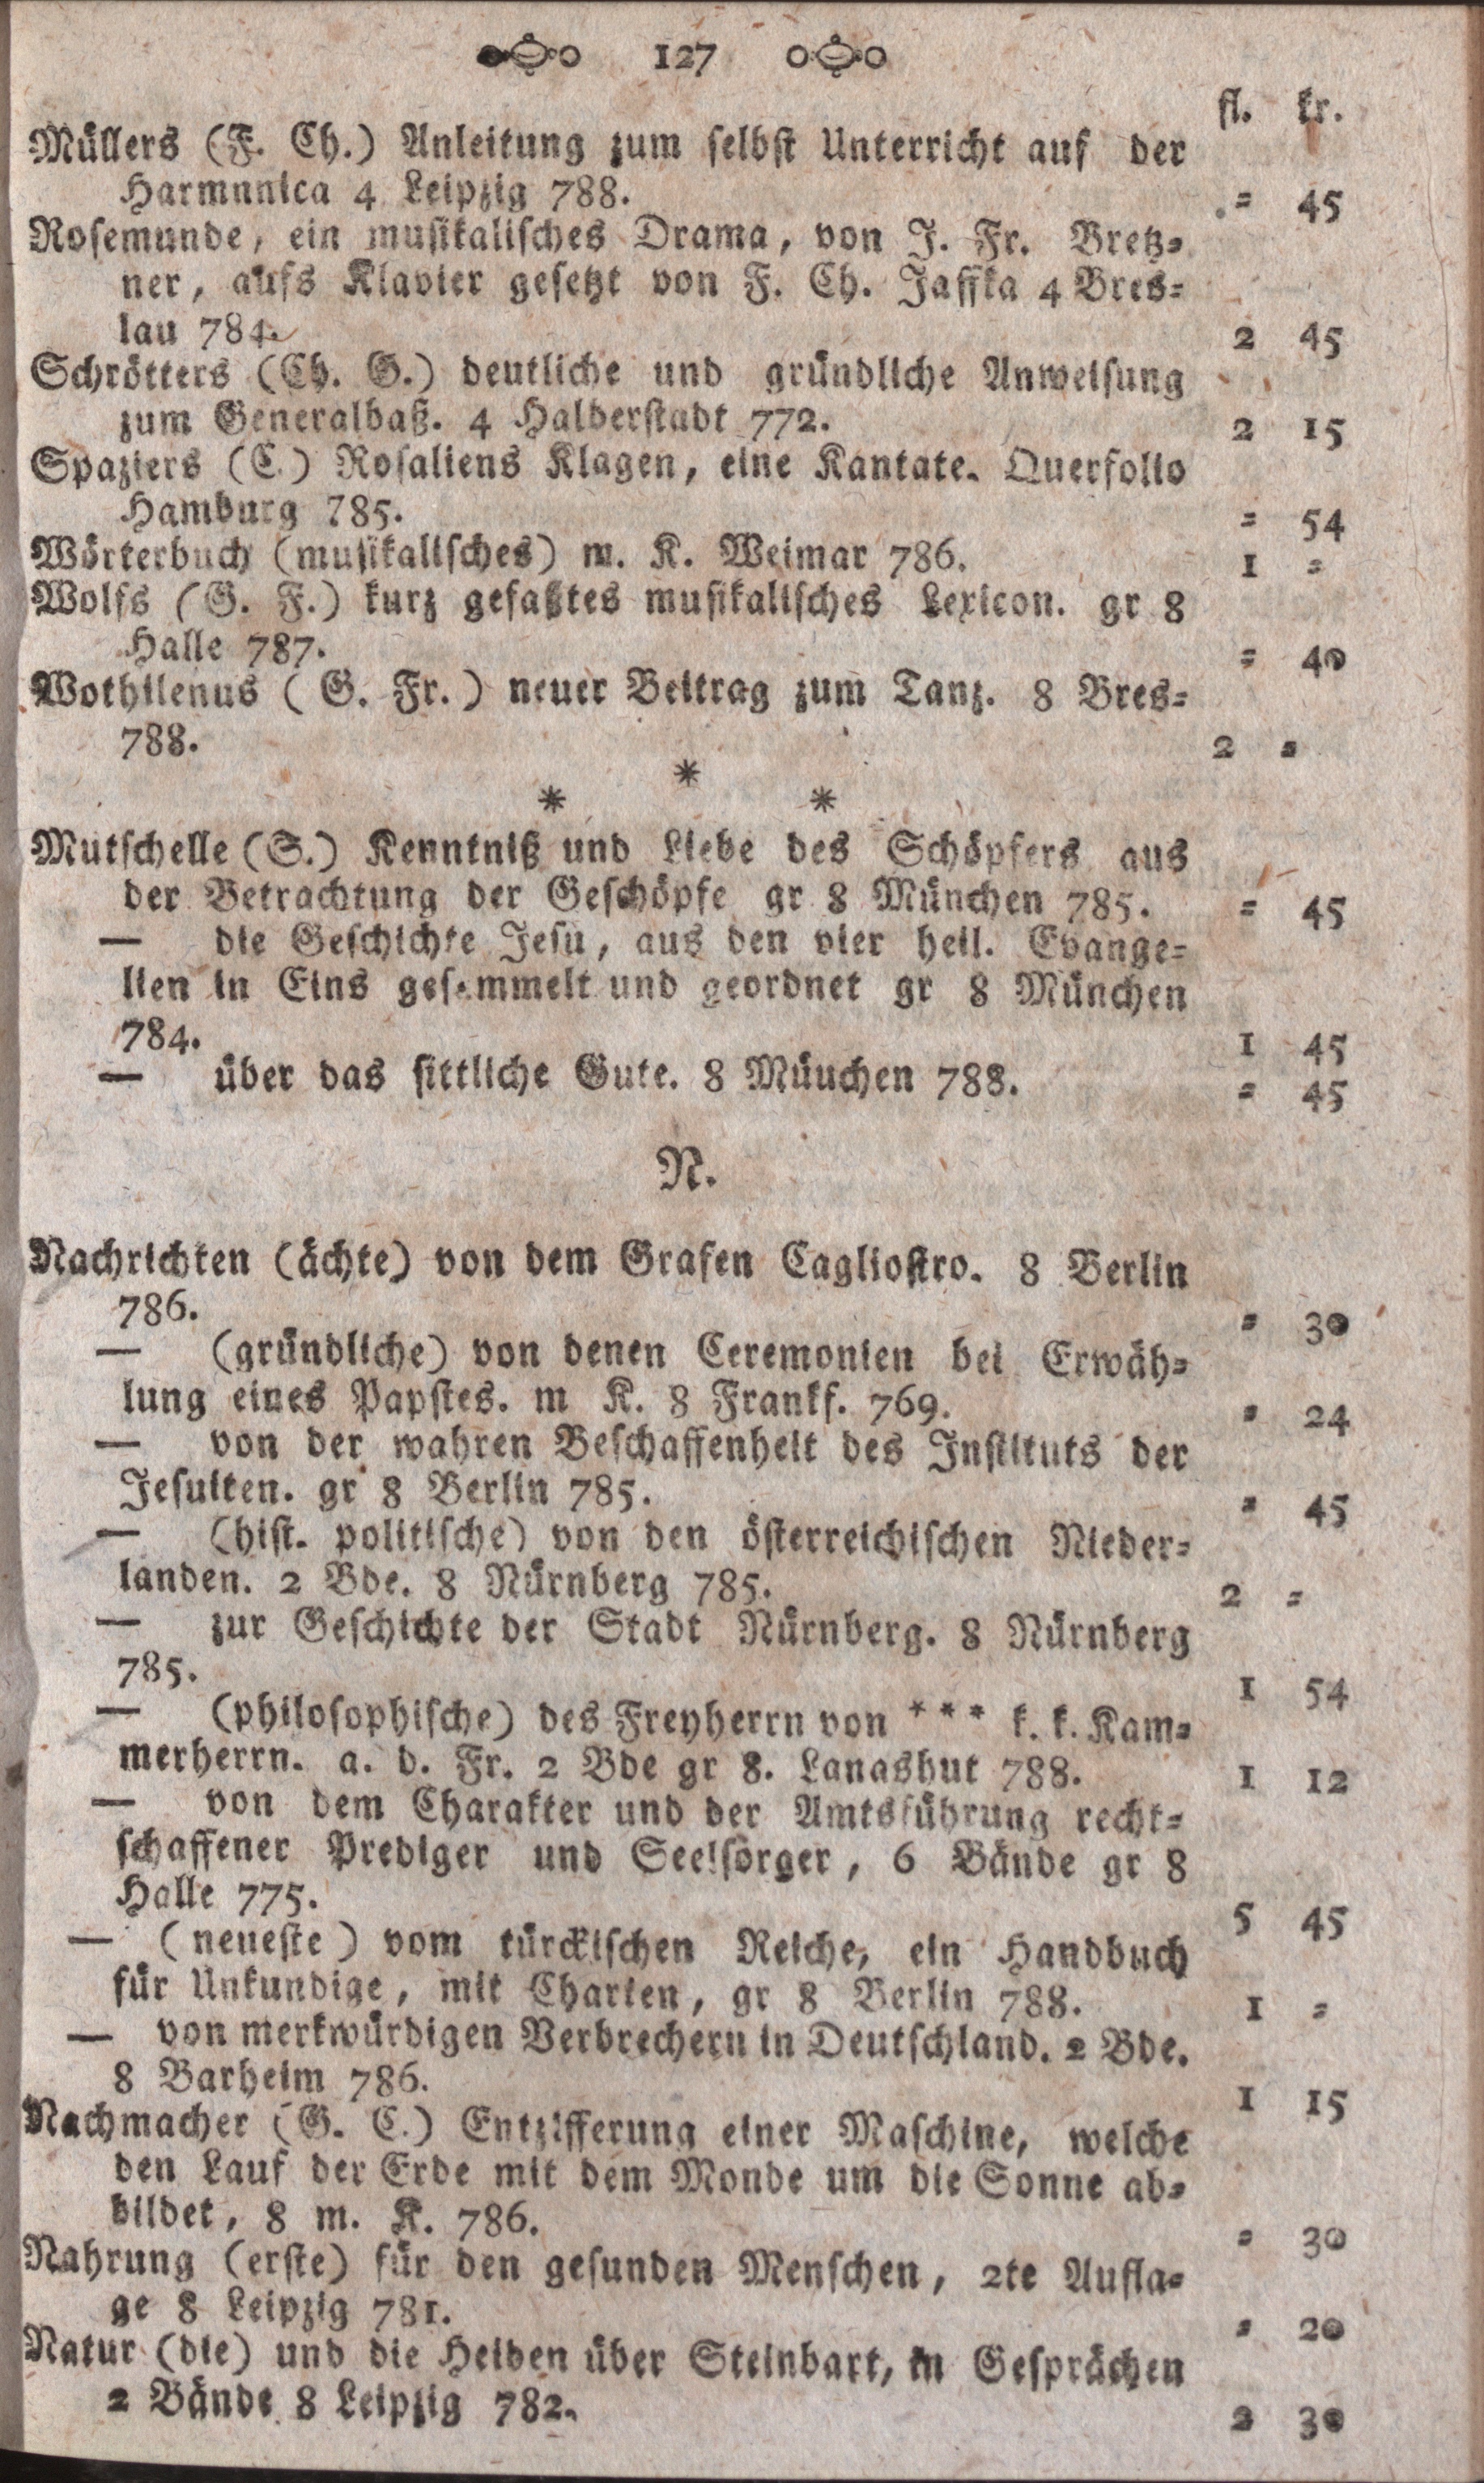 127
fl. kr.
Müllers (F. Ch.) Anleitung zum selbst Unterricht auf der
Harmunica 4 Leipzig 788. = 45
Rosemunde, ein musikalisches Drama, von J. Fr. Bretz=
ner, aufs Klavier gesetzt von F. Ch. Jaffka 4 Bres=
lau 784. 2 45
Schrötters (Ch. G.) deutliche und gründliche Anweisung
zum Generalbaß. 4 Halberstadt 772. 2 15
Spaziers (C.) Rosaliens Klagen, eine Kantate. Querfolio
Hamburg 785. = 54
Wörterbuch (musikalisches) m. K. Weimar 786. 1 =
Wolfs (G. F.) kurz gefaßtes musikalisches Lexicon. gr 8
Halle 787. = 40
Wothilenus (G. Fr.) neuer Beitrag zum Tanz. 8 Bres=
788. 2 =
* * *
Mutschelle (S.) Kenntniß und Liebe des Schöpfers aus
der Betrachtung der Geschöpfe gr 8 München 785. = 45
— die Geschichte Jesu, aus den vier heil. Evange=
lien in Eins gesammelt und geordnet gr 8 München
784. 1 45
— über das sittliche Gute. 8 Müuchen 788. = 45
N.
Nachrichten (ächte) von dem Grafen Cagliostro. 8 Berlin
786. = 30
— (gründliche) von denen Ceremonien bei Erwäh=
lung eines Papstes. m K. 8 Frankf. 769. = 24
— von der wahren Beschaffenheit des Instituts der
Jesuiten. gr 8 Berlin 785. = 45
— (hist. politische) von den österreichischen Nieder=
landen. 2 Bde. 8 Nürnberg 785. 2 =
— zur Geschichte der Stadt Nürnberg. 8 Nürnberg
785. 1 54
— (philosophische) des Freyherrn von *** k. k. Kam=
merherrn. a. d. Fr. 2 Bde gr 8. Lanashut 788. 1 12
— von dem Charakter und der Amtsführung recht=
schaffener Prediger und Seelsorger, 6 Bände gr 8
Halle 775. 5 45
— (neueste) vom türckischen Reiche, ein Handbuch
für Unkundige, mit Charten, gr 8 Berlin 788. 1 =
— von merkwürdigen Verbrechern in Deutschland. 2 Bde.
8 Barheim 786. 1 15
Nachmacher (G. C.) Entzifferung einer Maschine, welche
den Lauf der Erde mit dem Monde um die Sonne ab=
bildet, 8 m. K. 786. = 30
Nahrung (erste) für den gesunden Menschen, 2te Aufla=
ge 8 Leipzig 781. = 20
Natur (die) und die Heiden über Steinbart, in Gesprächen
2 Bände 8 Leipzig 782. 2 30